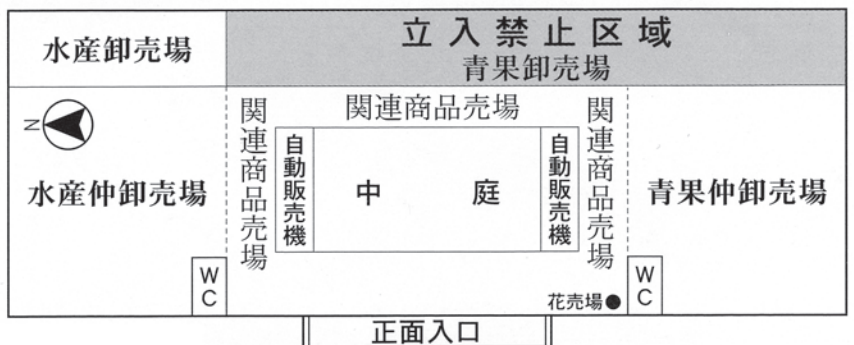 水産卸売場
立入禁止区域
青果卸売場
N
水産仲卸売場
関連商品売場
関連商品売場
関連商品売場
自動販売機
中庭
自動販売機
青果仲卸売場
WC
花売場●
WC
正面入口